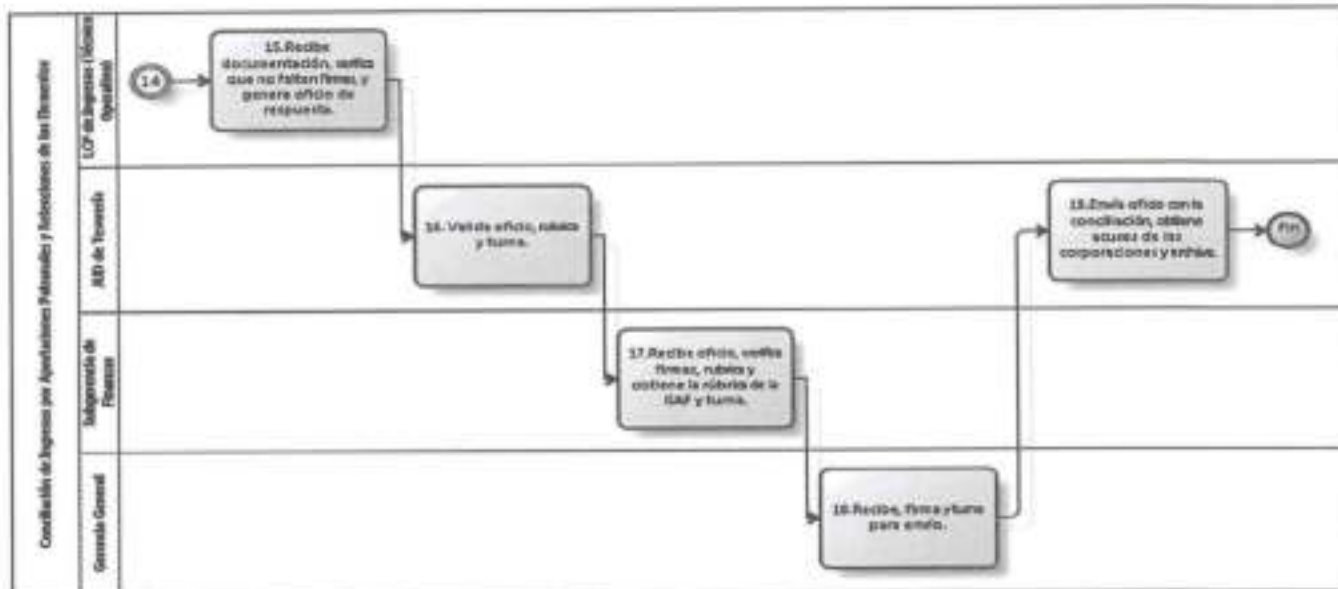 Conciliación de Ingresos por Aportaciones Patronales y Retenciones de los Elementos
LCP de Ingresos (Técnico
Operativo)
14
15.Recibe
documentación, verifica
que no falten firmas, y
genera oficio de
respuesta.
JUD de Tesorería
16. Valida oficio, rubrica
y turna.
19.Envía oficio con la
conciliación, obtiene
acuses de las
corporaciones y archiva.
Fin
Subgerencia de
Finanzas
17.Recibe oficio, verifica
firmas, rubrica y
obtiene la rúbrica de la
GAF y turna.
Gerencia General
18.Recibe, firma y turna
para envío.